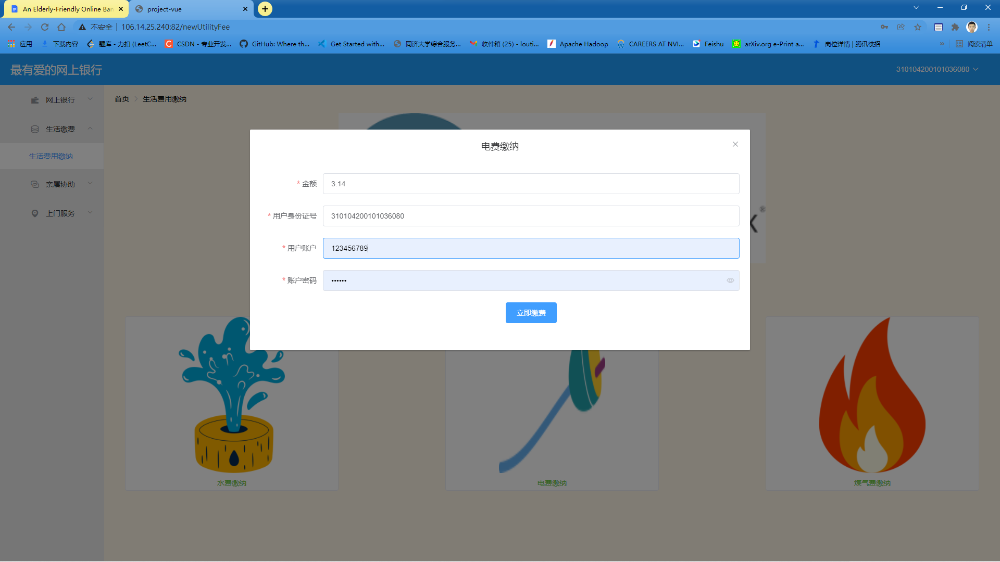 An Elderly-Friendly Online Ban
project-vue
不安全
106.14.25.240:82/newUtilityFee
应用
下载内容
题库 - 力扣 (LeetC...
CSDN - 专业开发...
GitHub: Where th...
Get Started with...
同济大学综合服务...
收件箱 (25) - louti...
Apache Hadoop
CAREERS AT NVI...
Feishu
arXiv.org e-Print a...
岗位详情 | 腾讯校招
»
阅读清单
最有爱的网上银行
310104200101036080
网上银行
生活缴费
生活费用缴纳
亲属协助
上门服务
首页 > 生活费用缴纳
电费缴纳
* 金额
3.14
* 用户身份证号
310104200101036080
* 用户账户
123456789
* 账户密码
••••••
立即缴费
水费缴纳
电费缴纳
煤气费缴纳